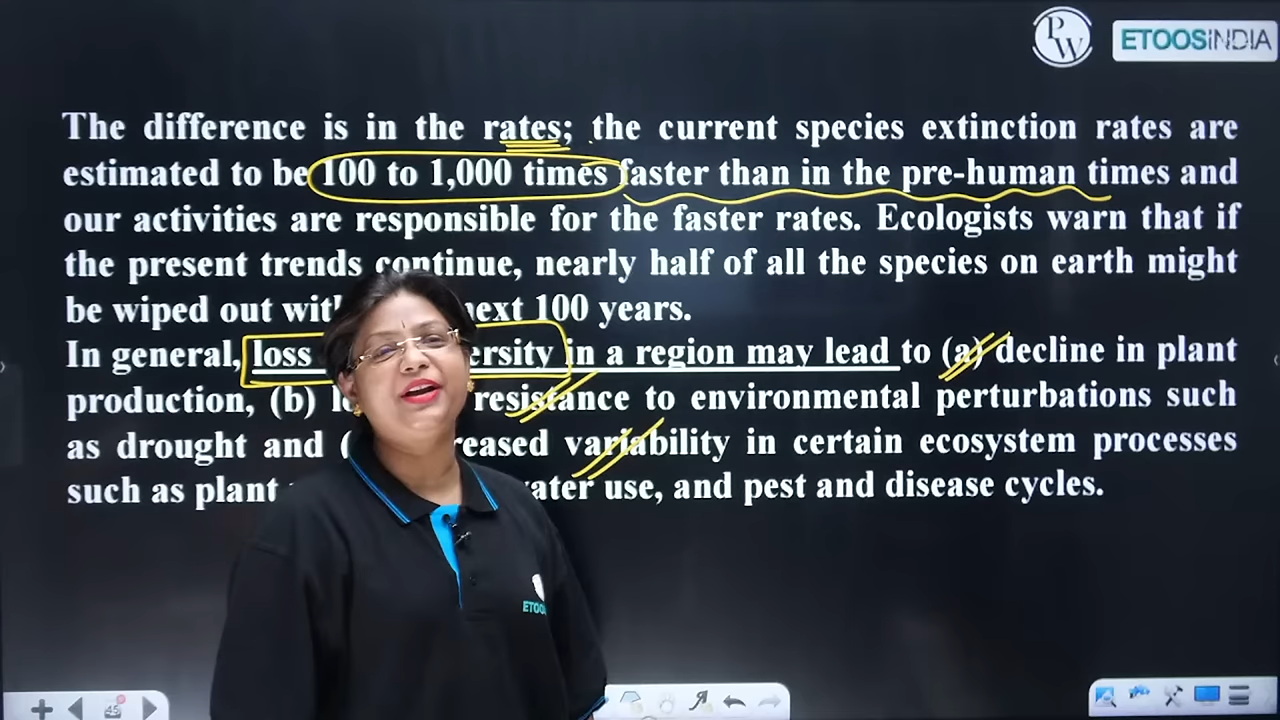 PW
ETOOSINDIA
The difference is in the rates; the current species extinction rates are
estimated to be 100 to 1,000 times faster than in the pre-human times and
our activities are responsible for the faster rates. Ecologists warn that if
the present trends continue, nearly half of all the species on earth might
be wiped out next 100 years.
In general, loss in a region may lead to (a) decline in plant
production, (b) resistance to environmental perturbations such
as drought and variability in certain ecosystem processes
such as plant water use, and pest and disease cycles.
ETOOS
45